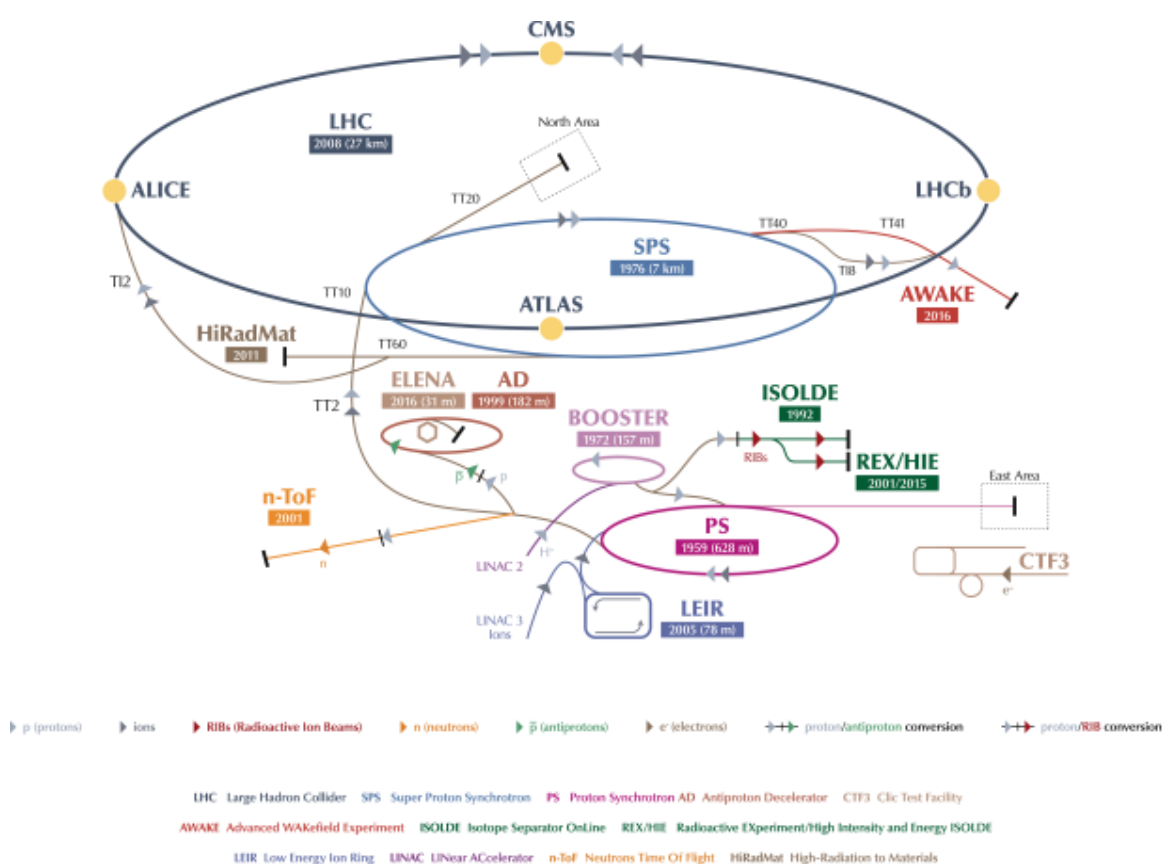 CMS
LHC
2008 (27 km)
North Area
ALICE
TT20
LHCb
TT40
TT41
SPS
1976 (7 km)
TI8
TI2
TT10
ATLAS
AWAKE
2016
HiRadMat
2011
TT60
ELENA
2016 (31 m)
AD
1999 (182 m)
TT2
BOOSTER
1972 (157 m)
ISOLDE
1992
RIBs
REX/HIE
2001/2015
p̅
p
East Area
n-ToF
2001
n
PS
1959 (628 m)
H⁻
LINAC 2
CTF3
e⁻
LEIR
2005 (78 m)
LINAC 3
Ions
p (protons) ions RIBs (Radioactive Ion Beams) n (neutrons) p̅ (antiprotons) e⁻ (electrons) proton/antiproton conversion proton/RIB conversion
LHC Large Hadron Collider SPS Super Proton Synchrotron PS Proton Synchrotron AD Antiproton Decelerator CTF3 Clic Test Facility
AWAKE Advanced WAKefield Experiment ISOLDE Isotope Separator OnLine REX/HIE Radioactive EXperiment/High Intensity and Energy ISOLDE
LEIR Low Energy Ion Ring LINAC LINear ACcelerator n-ToF Neutrons Time Of Flight HiRadMat High-Radiation to Materials